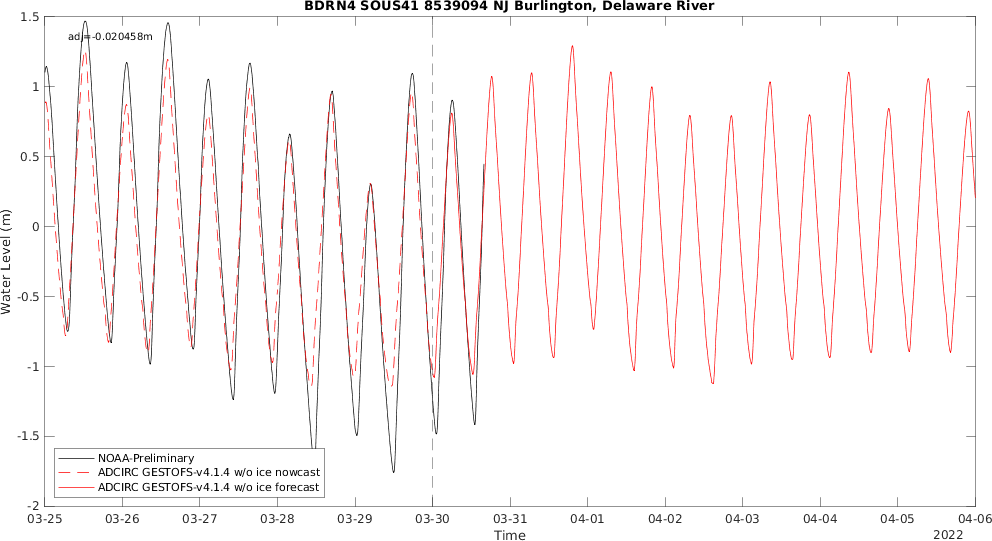 BDRN4 SOUS41 8539094 NJ Burlington, Delaware River
adj=-0.020458m
1.5
1
0.5
0
-0.5
-1
-1.5
-2
Water Level (m)
NOAA-Preliminary
ADCIRC GESTOFS-v4.1.4 w/o ice nowcast
ADCIRC GESTOFS-v4.1.4 w/o ice forecast
03-25 03-26 03-27 03-28 03-29 03-30 03-31 04-01 04-02 04-03 04-04 04-05 04-06
Time
2022